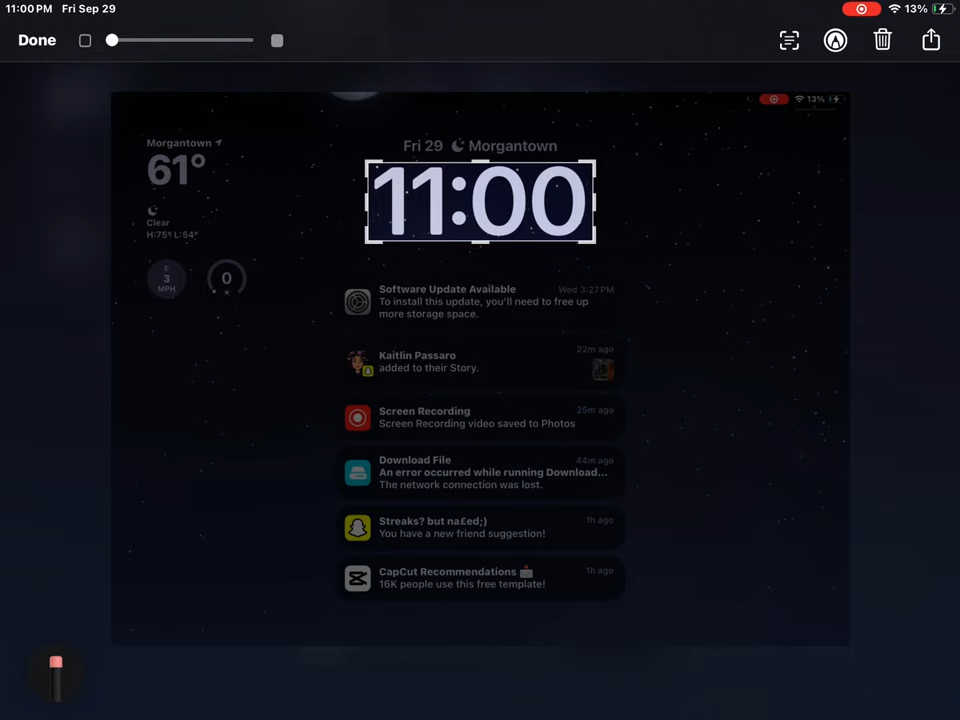 11:00 PM Fri Sep 29
13%
Done
13%
Morgantown
61°
Clear
H:75° L:54°
E
3
MPH
0
Fri 29 Morgantown
11:00
Software Update Available Wed 3:27 PM
To install this update, you'll need to free up
more storage space.
Kaitlin Passaro 22m ago
added to their Story.
Screen Recording 25m ago
Screen Recording video saved to Photos
Download File 44m ago
An error occurred while running Download...
The network connection was lost.
Streaks? but na£ed;) 1h ago
You have a new friend suggestion!
CapCut Recommendations 1h ago
16K people use this free template!